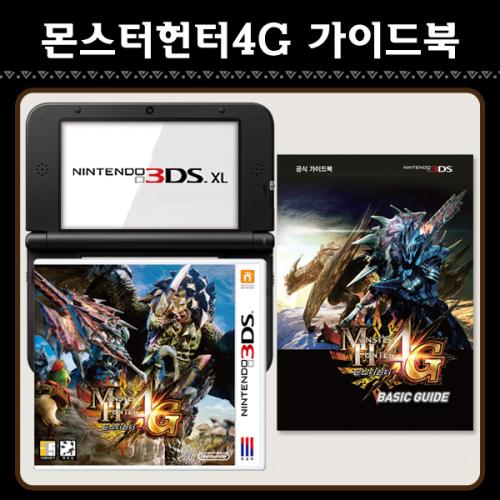 몬스터헌터4G 가이드북
NINTENDO 3DS XL
공식 가이드북
NINTENDO 3DS
NINTENDO 3DS
MONSTER
HUNTER 4G
몬스터헌터
Nintendo
MONSTER
HUNTER 4G
몬스터헌터
BASIC GUIDE